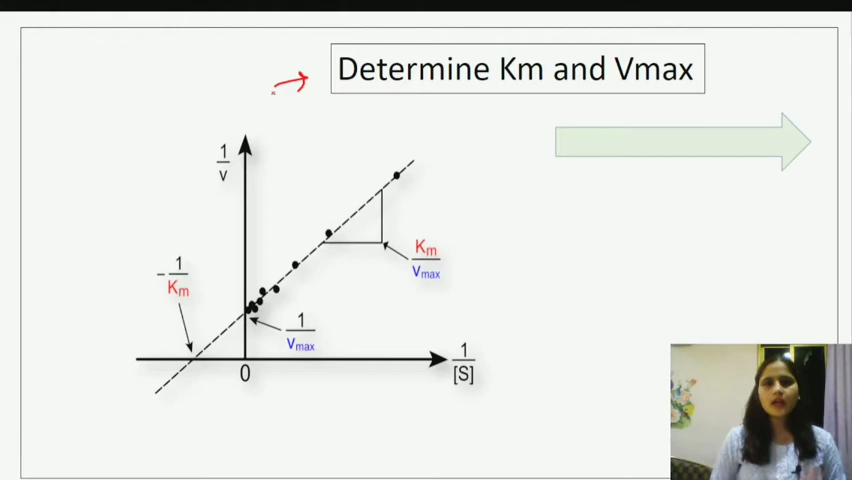 Determine Km and Vmax
1
v
Km
Vmax
- 1
Km
1
Vmax
0
1
[S]